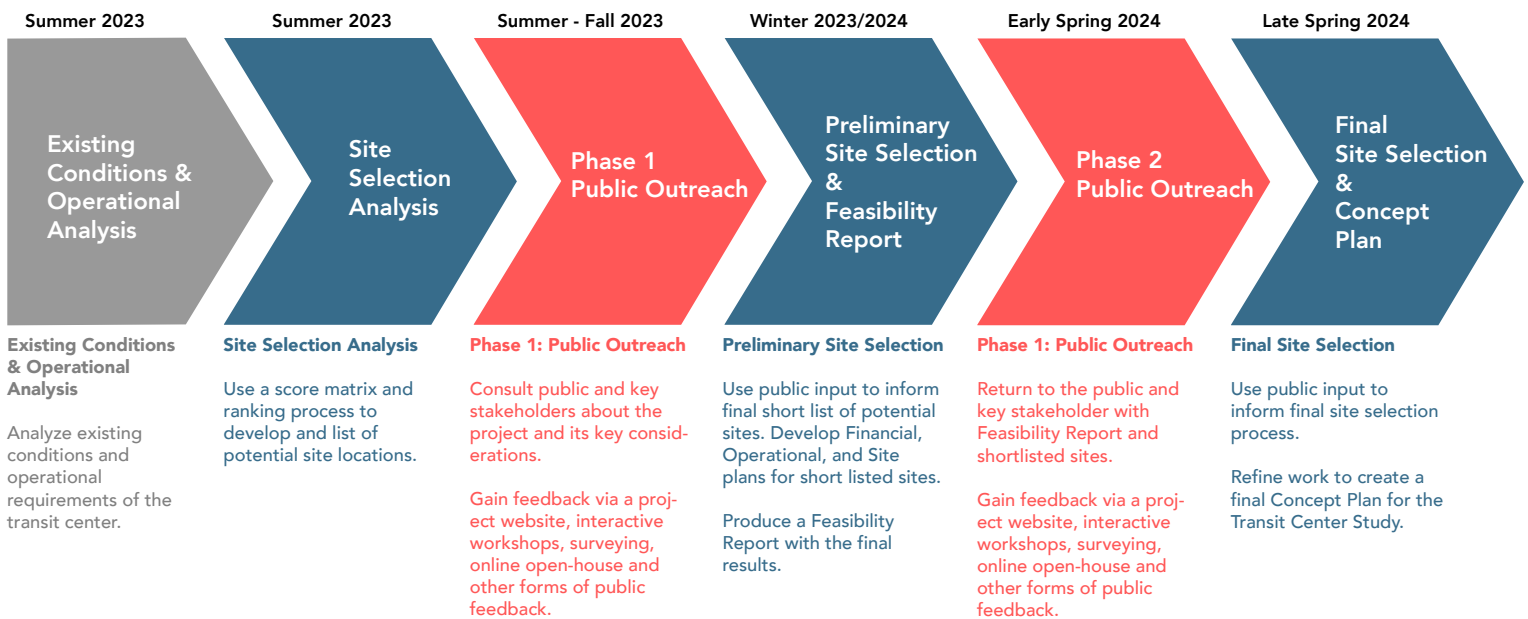 Summer 2023
Summer 2023
Summer - Fall 2023
Winter 2023/2024
Early Spring 2024
Late Spring 2024
Existing
Conditions &
Operational
Analysis
Site
Selection
Analysis
Phase 1
Public Outreach
Preliminary
Site Selection
&
Feasibility
Report
Phase 2
Public Outreach
Final
Site Selection
&
Concept
Plan
Existing Conditions
& Operational
Analysis
Analyze existing
conditions and
operational
requirements of the
transit center.
Site Selection Analysis
Use a score matrix and
ranking process to
develop and list of
potential site locations.
Phase 1: Public Outreach
Consult public and key
stakeholders about the
project and its key consid-
erations.
Gain feedback via a proj-
ect website, interactive
workshops, surveying,
online open-house and
other forms of public
feedback.
Preliminary Site Selection
Use public input to inform
final short list of potential
sites. Develop Financial,
Operational, and Site
plans for short listed sites.
Produce a Feasibility
Report with the final
results.
Phase 1: Public Outreach
Return to the public and
key stakeholder with
Feasibility Report and
shortlisted sites.
Gain feedback via a proj-
ect website, interactive
workshops, surveying,
online open-house and
other forms of public
feedback.
Final Site Selection
Use public input to
inform final site selection
process.
Refine work to create a
final Concept Plan for the
Transit Center Study.